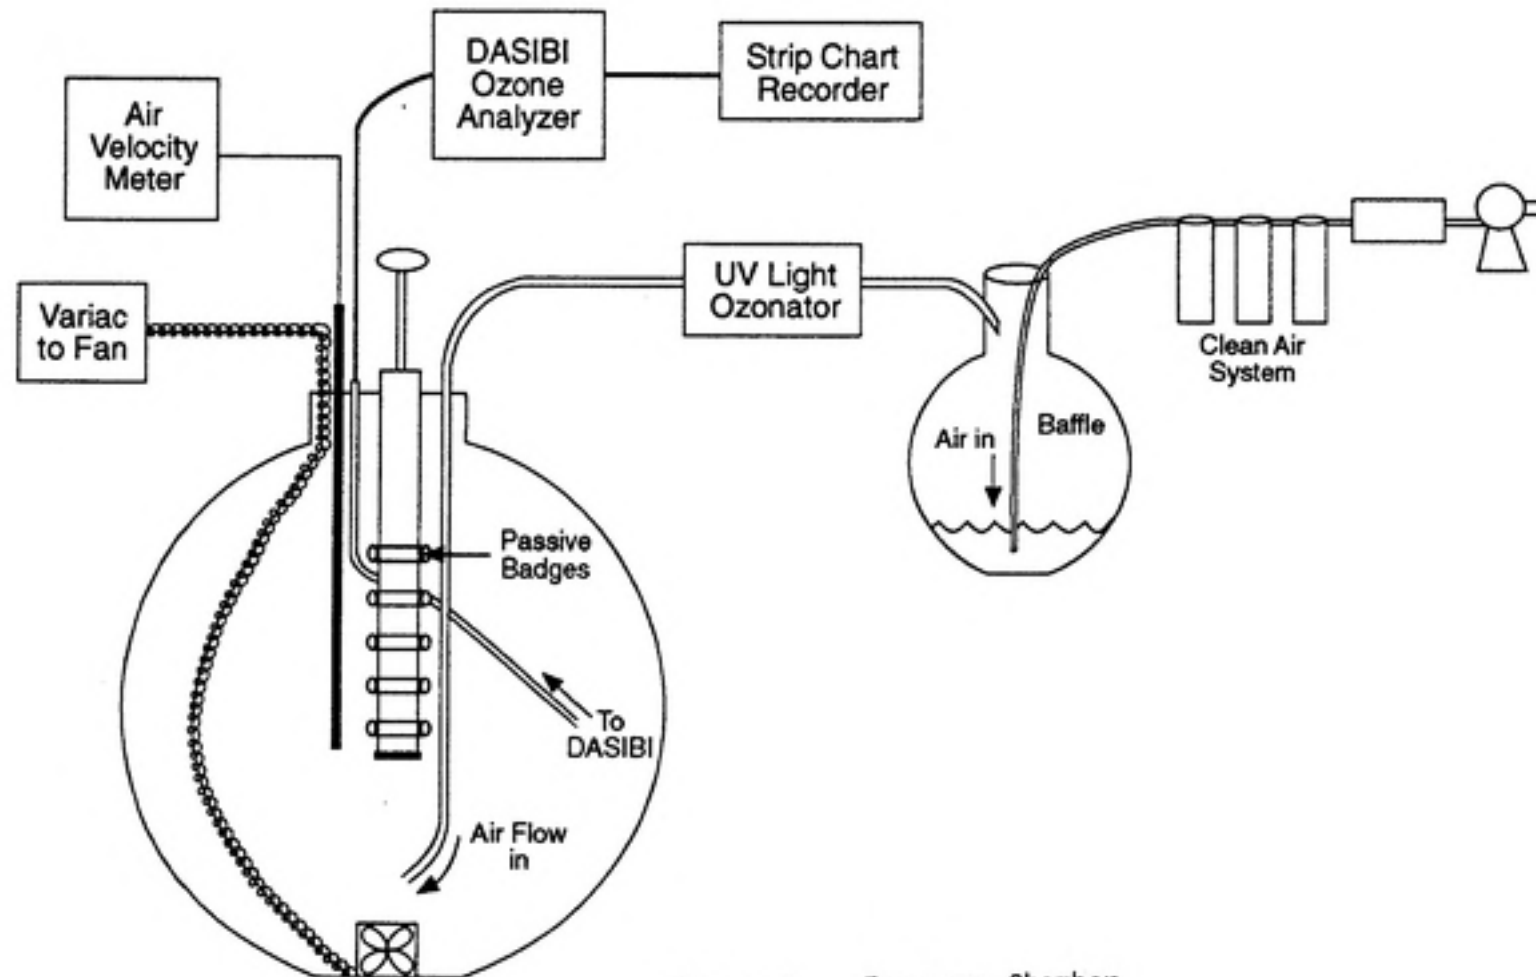 DASIBI
Ozone
Analyzer
Strip Chart
Recorder
Air
Velocity
Meter
UV Light
Ozonator
Variac
to Fan
Clean Air
System
Air in
Baffle
Passive
Badges
To
DASIBI
Air Flow
in